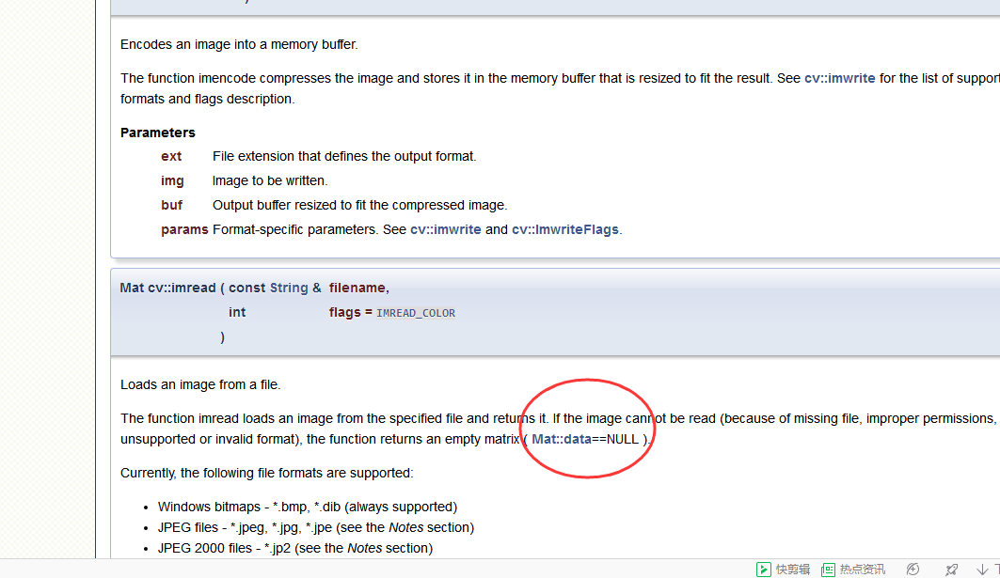 Encodes an image into a memory buffer.
The function imencode compresses the image and stores it in the memory buffer that is resized to fit the result. See cv::imwrite for the list of support
formats and flags description.
Parameters
ext File extension that defines the output format.
img Image to be written.
buf Output buffer resized to fit the compressed image.
params Format-specific parameters. See cv::imwrite and cv::ImwriteFlags.
Mat cv::imread ( const String & filename,
int flags = IMREAD_COLOR
)
Loads an image from a file.
The function imread loads an image from the specified file and returns it. If the image cannot be read (because of missing file, improper permissions,
unsupported or invalid format), the function returns an empty matrix ( Mat::data==NULL ).
Currently, the following file formats are supported:
• Windows bitmaps - *.bmp, *.dib (always supported)
• JPEG files - *.jpeg, *.jpg, *.jpe (see the Notes section)
• JPEG 2000 files - *.jp2 (see the Notes section)
快剪辑 热点资讯